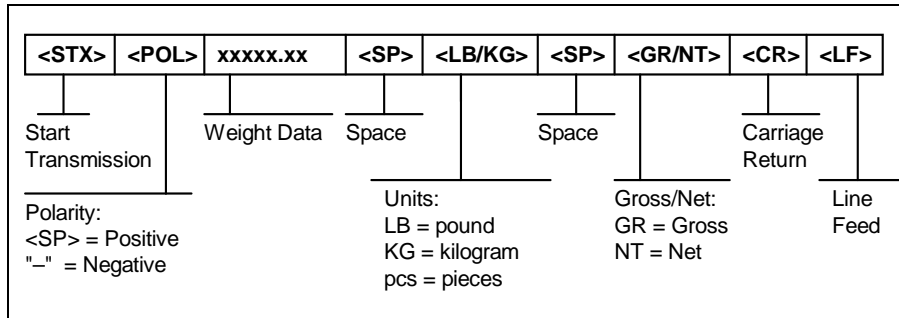 <STX> <POL> xxxxx.xx <SP> <LB/KG> <SP> <GR/NT> <CR> <LF>
Start
Transmission
Weight Data
Space
Space
Carriage
Return
Polarity:
<SP> = Positive
"–" = Negative
Units:
LB = pound
KG = kilogram
pcs = pieces
Gross/Net:
GR = Gross
NT = Net
Line
Feed